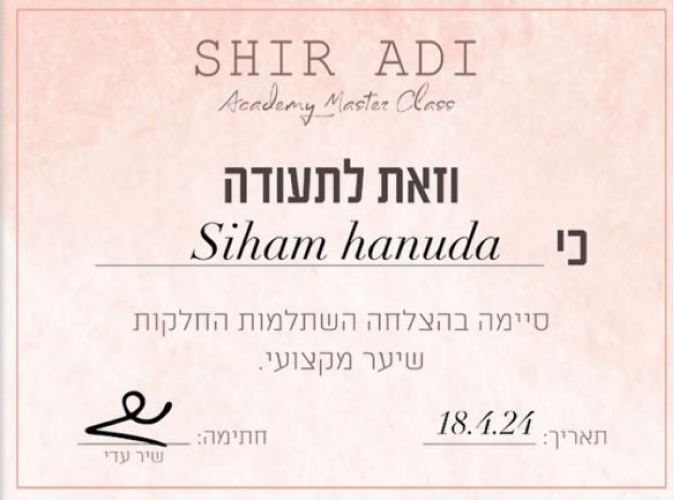 SHIR ADI
Academy Master Class
וזאת לתעודה
כי Siham hanuda
סיימה בהצלחה השתלמות החלקות
שיער מקצועי.
תאריך: 18.4.24 חתימה:
שיר עדי